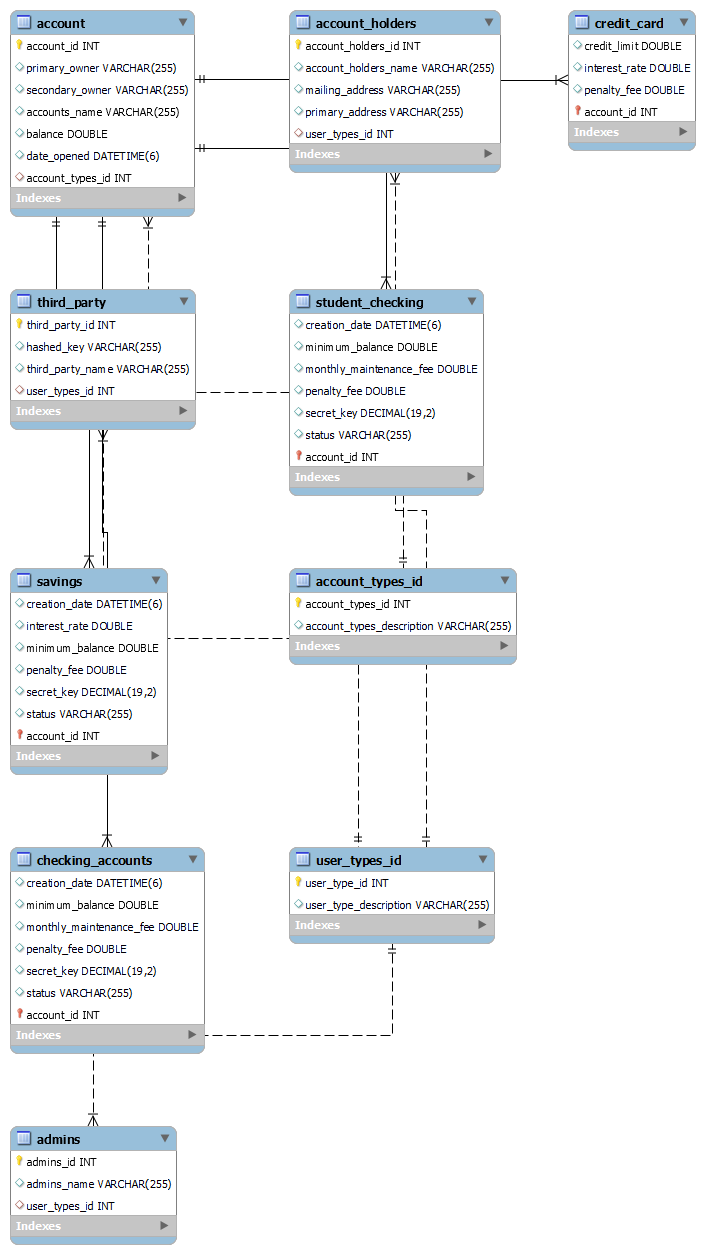 account
account_id INT
primary_owner VARCHAR(255)
secondary_owner VARCHAR(255)
accounts_name VARCHAR(255)
balance DOUBLE
date_opened DATETIME(6)
account_types_id INT
Indexes
account_holders
account_holders_id INT
account_holders_name VARCHAR(255)
mailing_address VARCHAR(255)
primary_address VARCHAR(255)
user_types_id INT
Indexes
credit_card
credit_limit DOUBLE
interest_rate DOUBLE
penalty_fee DOUBLE
account_id INT
Indexes
third_party
third_party_id INT
hashed_key VARCHAR(255)
third_party_name VARCHAR(255)
user_types_id INT
Indexes
student_checking
creation_date DATETIME(6)
minimum_balance DOUBLE
monthly_maintenance_fee DOUBLE
penalty_fee DOUBLE
secret_key DECIMAL(19,2)
status VARCHAR(255)
account_id INT
Indexes
savings
creation_date DATETIME(6)
interest_rate DOUBLE
minimum_balance DOUBLE
penalty_fee DOUBLE
secret_key DECIMAL(19,2)
status VARCHAR(255)
account_id INT
Indexes
account_types_id
account_types_id INT
account_types_description VARCHAR(255)
Indexes
checking_accounts
creation_date DATETIME(6)
minimum_balance DOUBLE
monthly_maintenance_fee DOUBLE
penalty_fee DOUBLE
secret_key DECIMAL(19,2)
status VARCHAR(255)
account_id INT
Indexes
user_types_id
user_type_id INT
user_type_description VARCHAR(255)
Indexes
admins
admins_id INT
admins_name VARCHAR(255)
user_types_id INT
Indexes